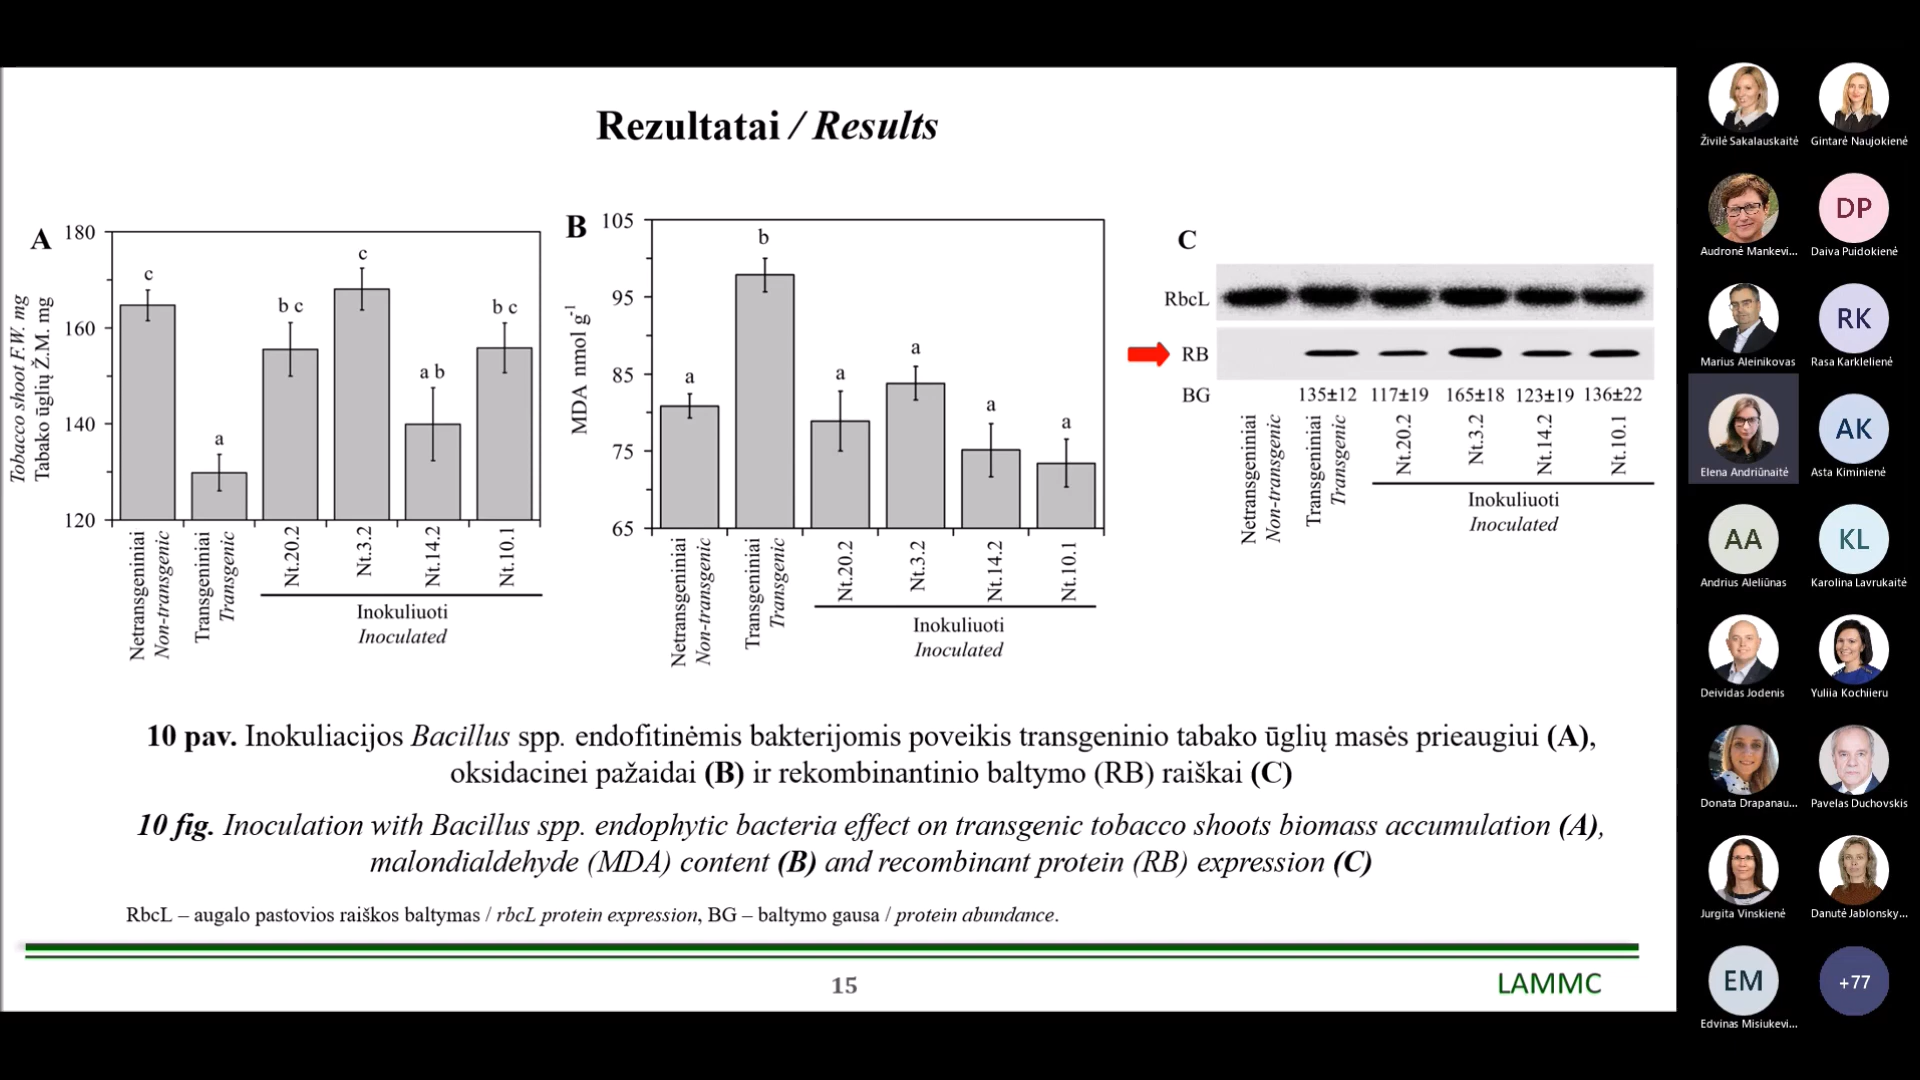 Rezultatai / Results
A
180
160
140
120
Tobacco shoot F.W. mg
Tabako ūglių Ž.M. mg
c
a
b c
c
a b
b c
Netransgeniniai
Non-transgenic
Transgeniniai
Transgenic
Nt.20.2
Nt.3.2
Nt.14.2
Nt.10.1
Inokuliuoti
Inoculated
B
105
95
85
75
65
MDA nmol g-1
a
b
a
a
a
a
Netransgeniniai
Non-transgenic
Transgeniniai
Transgenic
Nt.20.2
Nt.3.2
Nt.14.2
Nt.10.1
Inokuliuoti
Inoculated
C
RbcL
RB
BG 135±12 117±19 165±18 123±19 136±22
Netransgeniniai
Non-transgenic
Transgeniniai
Transgenic
Nt.20.2
Nt.3.2
Nt.14.2
Nt.10.1
Inokuliuoti
Inoculated
10 pav. Inokuliacijos Bacillus spp. endofitinėmis bakterijomis poveikis transgeninio tabako ūglių masės prieaugiui (A),
oksidacinei pažaidai (B) ir rekombinantinio baltymo (RB) raiškai (C)
10 fig. Inoculation with Bacillus spp. endophytic bacteria effect on transgenic tobacco shoots biomass accumulation (A),
malondialdehyde (MDA) content (B) and recombinant protein (RB) expression (C)
RbcL – augalo pastovios raiškos baltymas / rbcL protein expression, BG – baltymo gausa / protein abundance.
15
LAMMC
Živilė Sakalauskaitė
Gintarė Naujokienė
Audronė Mankevi...
DP
Daiva Puidokienė
Marius Aleinikovas
RK
Rasa Karklelienė
Elena Andriūnaitė
AK
Asta Kiminienė
AA
Andrius Aleliūnas
KL
Karolina Lavrukaitė
Deividas Jodenis
Yuliia Kochiieru
Donata Drapanau...
Pavelas Duchovskis
Jurgita Vinskienė
Danutė Jablonsky...
EM
Edvinas Misiukevi...
+77